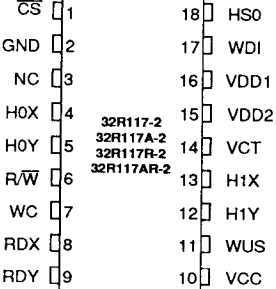 C̅S̅ 1 18 HS0
GND 2 17 WDI
NC 3 16 VDD1
H0X 4 15 VDD2
H0Y 5 14 VCT
R/W̅ 6 13 H1X
WC 7 12 H1Y
RDX 8 11 WUS
RDY 9 10 VCC
32R117-2
32R117A-2
32R117R-2
32R117AR-2